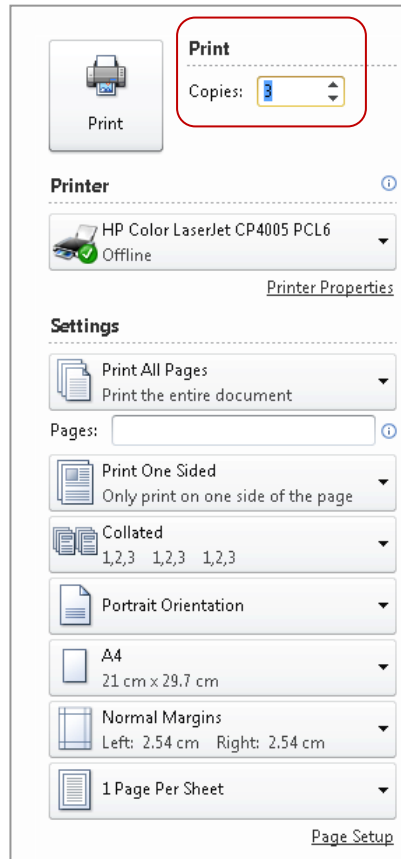 Print
Copies: 3
Print
Printer
HP Color LaserJet CP4005 PCL6
Offline
Printer Properties
Settings
Print All Pages
Print the entire document
Pages:
Print One Sided
Only print on one side of the page
Collated
1,2,3 1,2,3 1,2,3
Portrait Orientation
A4
21 cm x 29.7 cm
Normal Margins
Left: 2.54 cm Right: 2.54 cm
1 Page Per Sheet
Page Setup